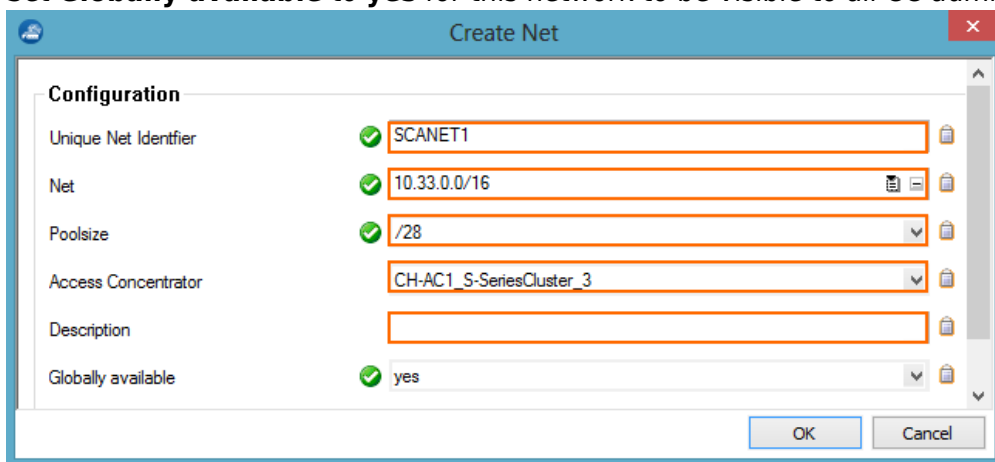 Create Net
Configuration
Unique Net Identfier SCANET1
Net 10.33.0.0/16
Poolsize /28
Access Concentrator CH-AC1_S-SeriesCluster_3
Description
Globally available yes
OK Cancel